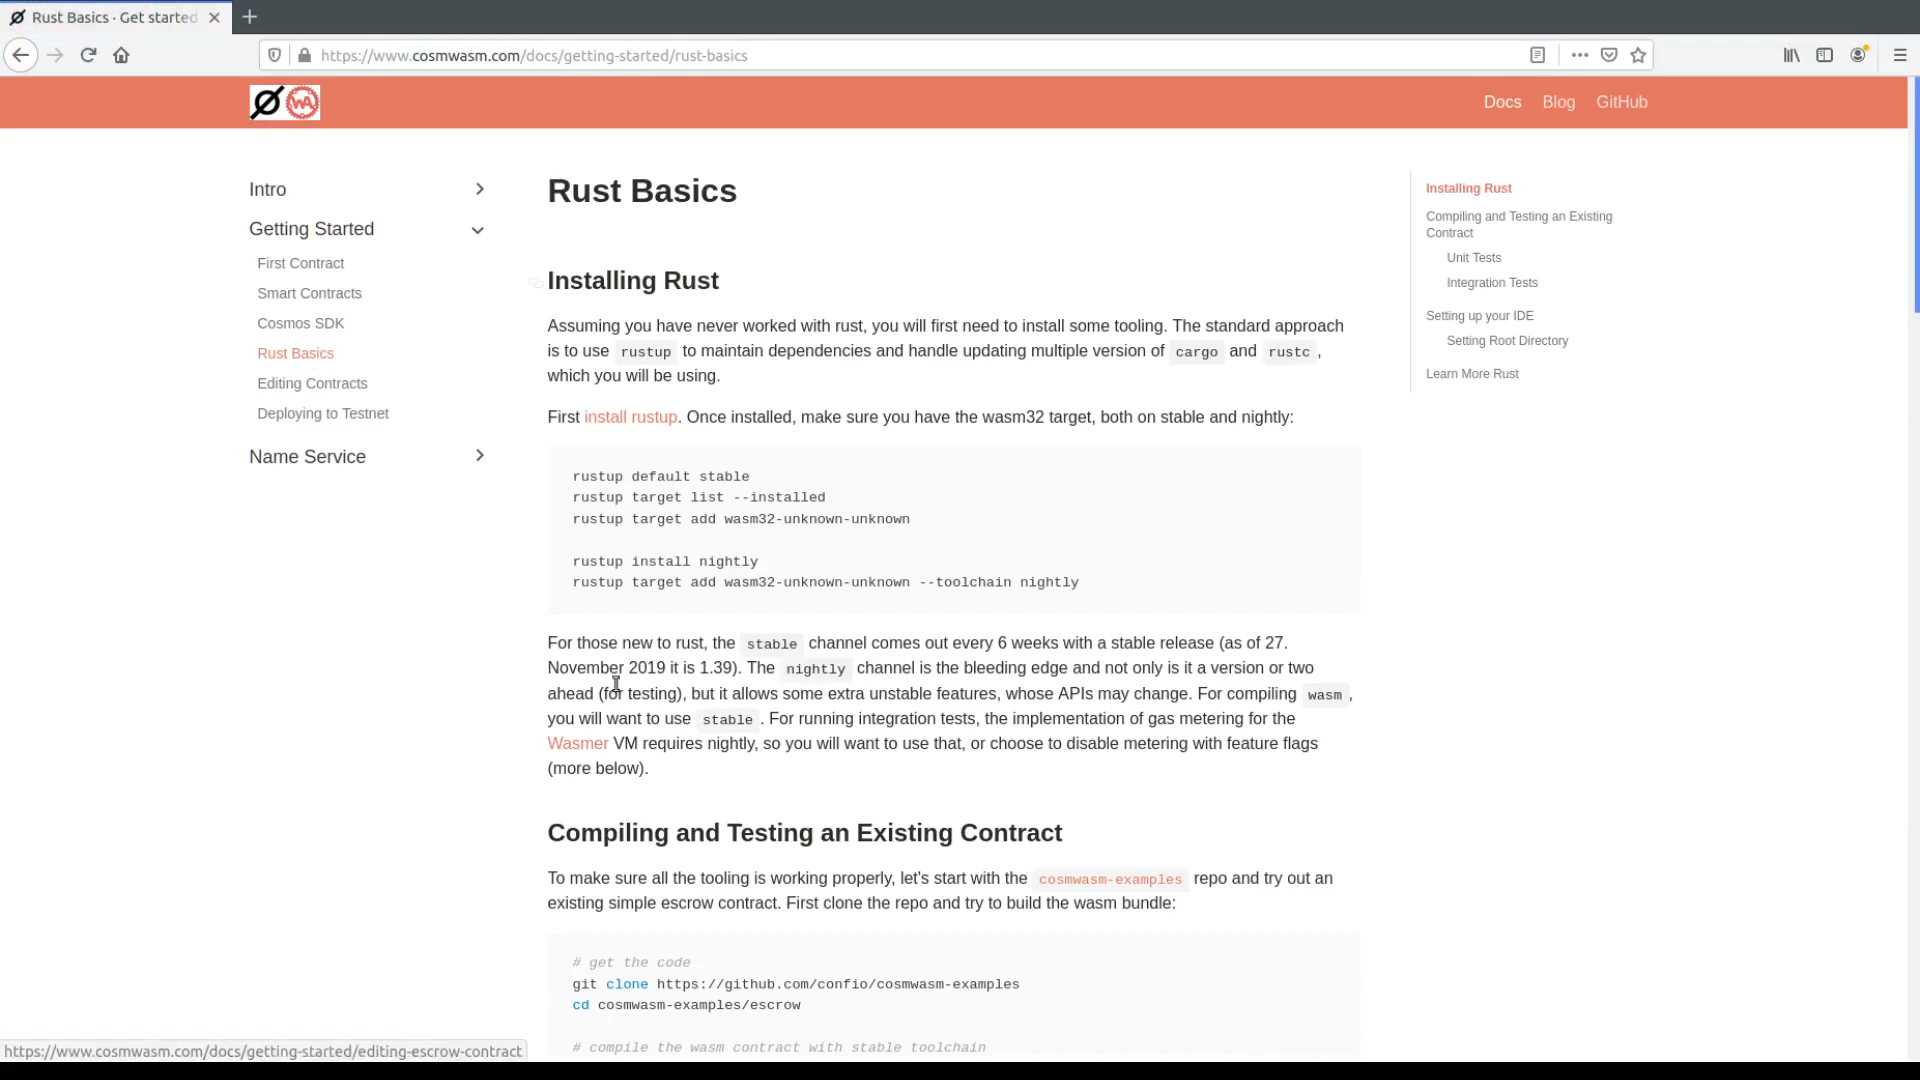 Rust Basics · Get started
https://www.cosmwasm.com/docs/getting-started/rust-basics
WA
Docs
Blog
GitHub
Intro
Getting Started
First Contract
Smart Contracts
Cosmos SDK
Rust Basics
Editing Contracts
Deploying to Testnet
Name Service
Rust Basics
Installing Rust
Assuming you have never worked with rust, you will first need to install some tooling. The standard approach
is to use rustup to maintain dependencies and handle updating multiple version of cargo and rustc ,
which you will be using.
First install rustup. Once installed, make sure you have the wasm32 target, both on stable and nightly:
rustup default stable
rustup target list --installed
rustup target add wasm32-unknown-unknown
rustup install nightly
rustup target add wasm32-unknown-unknown --toolchain nightly
For those new to rust, the stable channel comes out every 6 weeks with a stable release (as of 27.
November 2019 it is 1.39). The nightly channel is the bleeding edge and not only is it a version or two
ahead (for testing), but it allows some extra unstable features, whose APIs may change. For compiling wasm ,
you will want to use stable . For running integration tests, the implementation of gas metering for the
Wasmer VM requires nightly, so you will want to use that, or choose to disable metering with feature flags
(more below).
Compiling and Testing an Existing Contract
To make sure all the tooling is working properly, let's start with the cosmwasm-examples repo and try out an
existing simple escrow contract. First clone the repo and try to build the wasm bundle:
# get the code
git clone https://github.com/confio/cosmwasm-examples
cd cosmwasm-examples/escrow
# compile the wasm contract with stable toolchain
Installing Rust
Compiling and Testing an Existing
Contract
Unit Tests
Integration Tests
Setting up your IDE
Setting Root Directory
Learn More Rust
https://www.cosmwasm.com/docs/getting-started/editing-escrow-contract